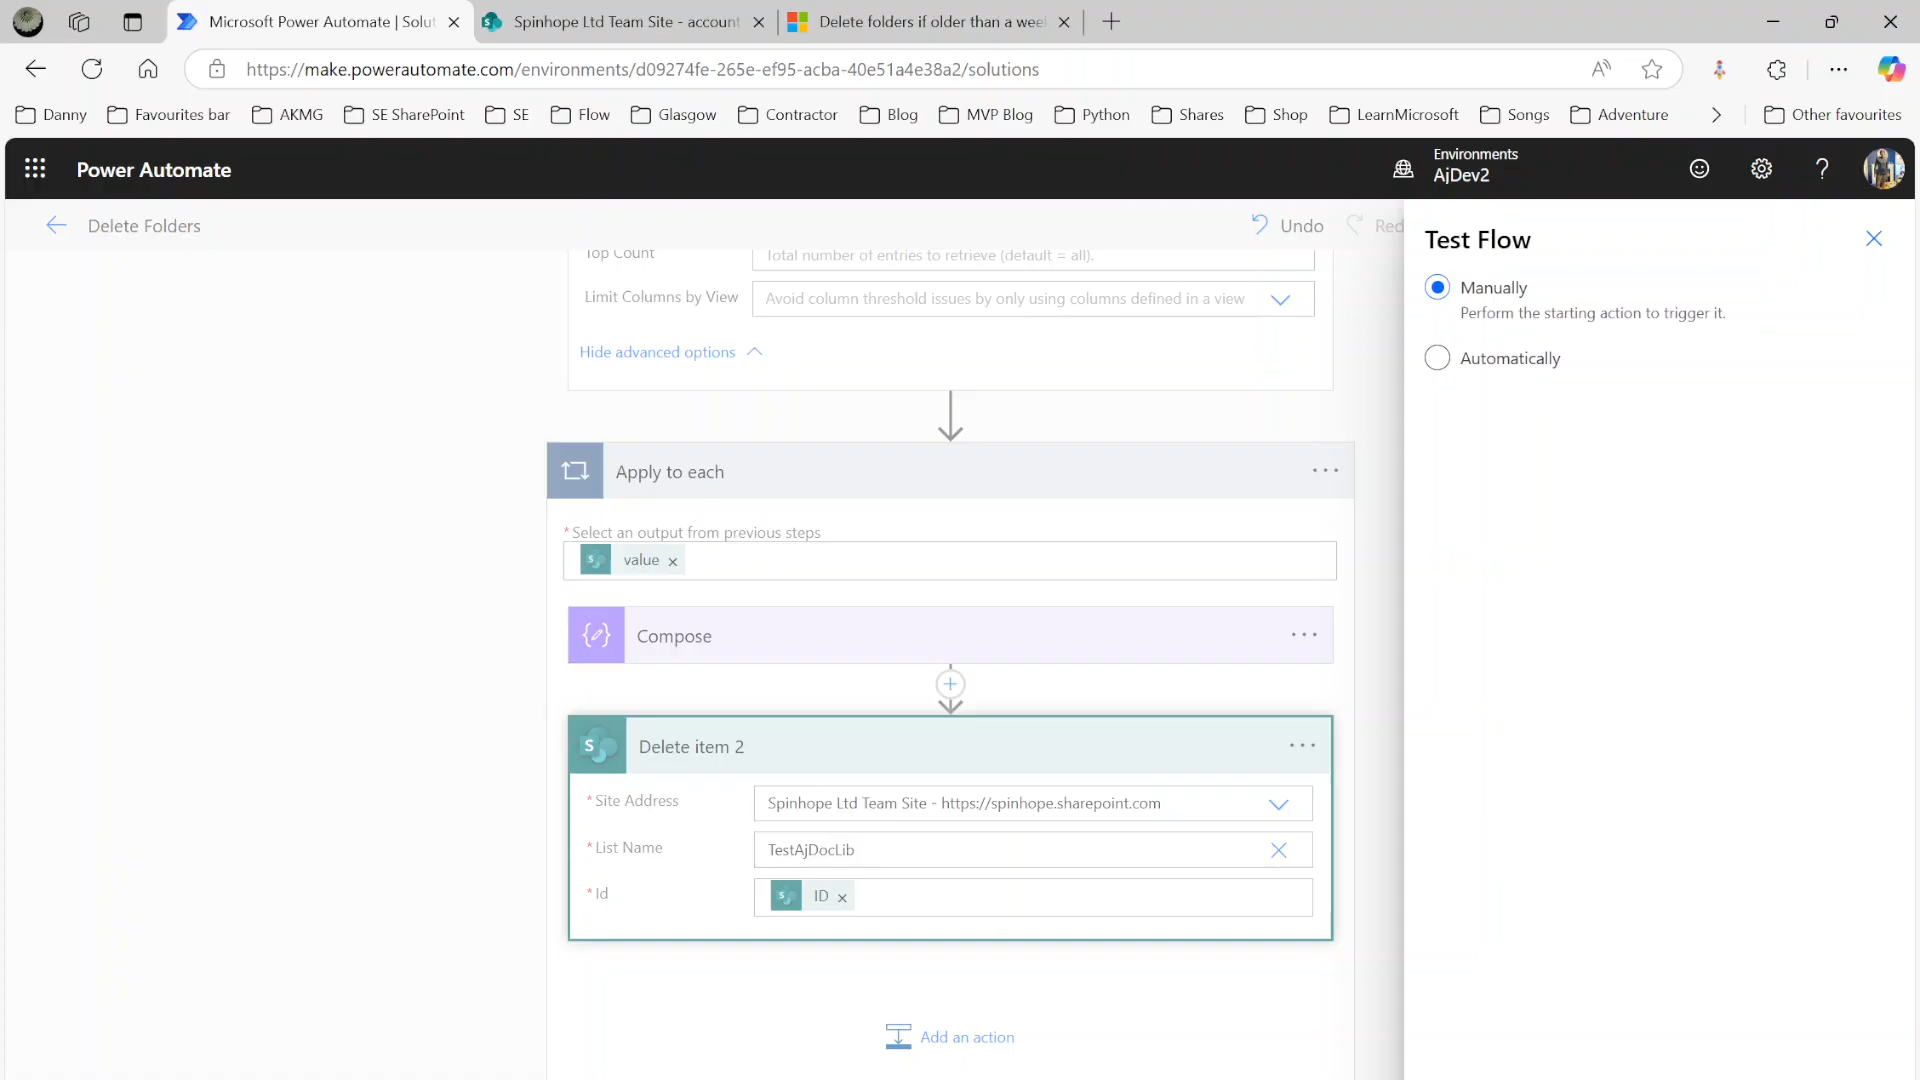 Microsoft Power Automate | Solut
Spinhope Ltd Team Site - account
Delete folders if older than a wee
https://make.powerautomate.com/environments/d09274fe-265e-ef95-acba-40e51a4e38a2/solutions
Danny
Favourites bar
AKMG
SE SharePoint
SE
Flow
Glasgow
Contractor
Blog
MVP Blog
Python
Shares
Shop
LearnMicrosoft
Songs
Adventure
Other favourites
Power Automate
Environments
AjDev2
Delete Folders
Undo
Red
Test Flow
Manually
Perform the starting action to trigger it.
Automatically
Top Count
Total number of entries to retrieve (default = all).
Limit Columns by View
Avoid column threshold issues by only using columns defined in a view
Hide advanced options
Apply to each
* Select an output from previous steps
value
Compose
Delete item 2
* Site Address
Spinhope Ltd Team Site - https://spinhope.sharepoint.com
* List Name
TestAjDocLib
* Id
ID
Add an action